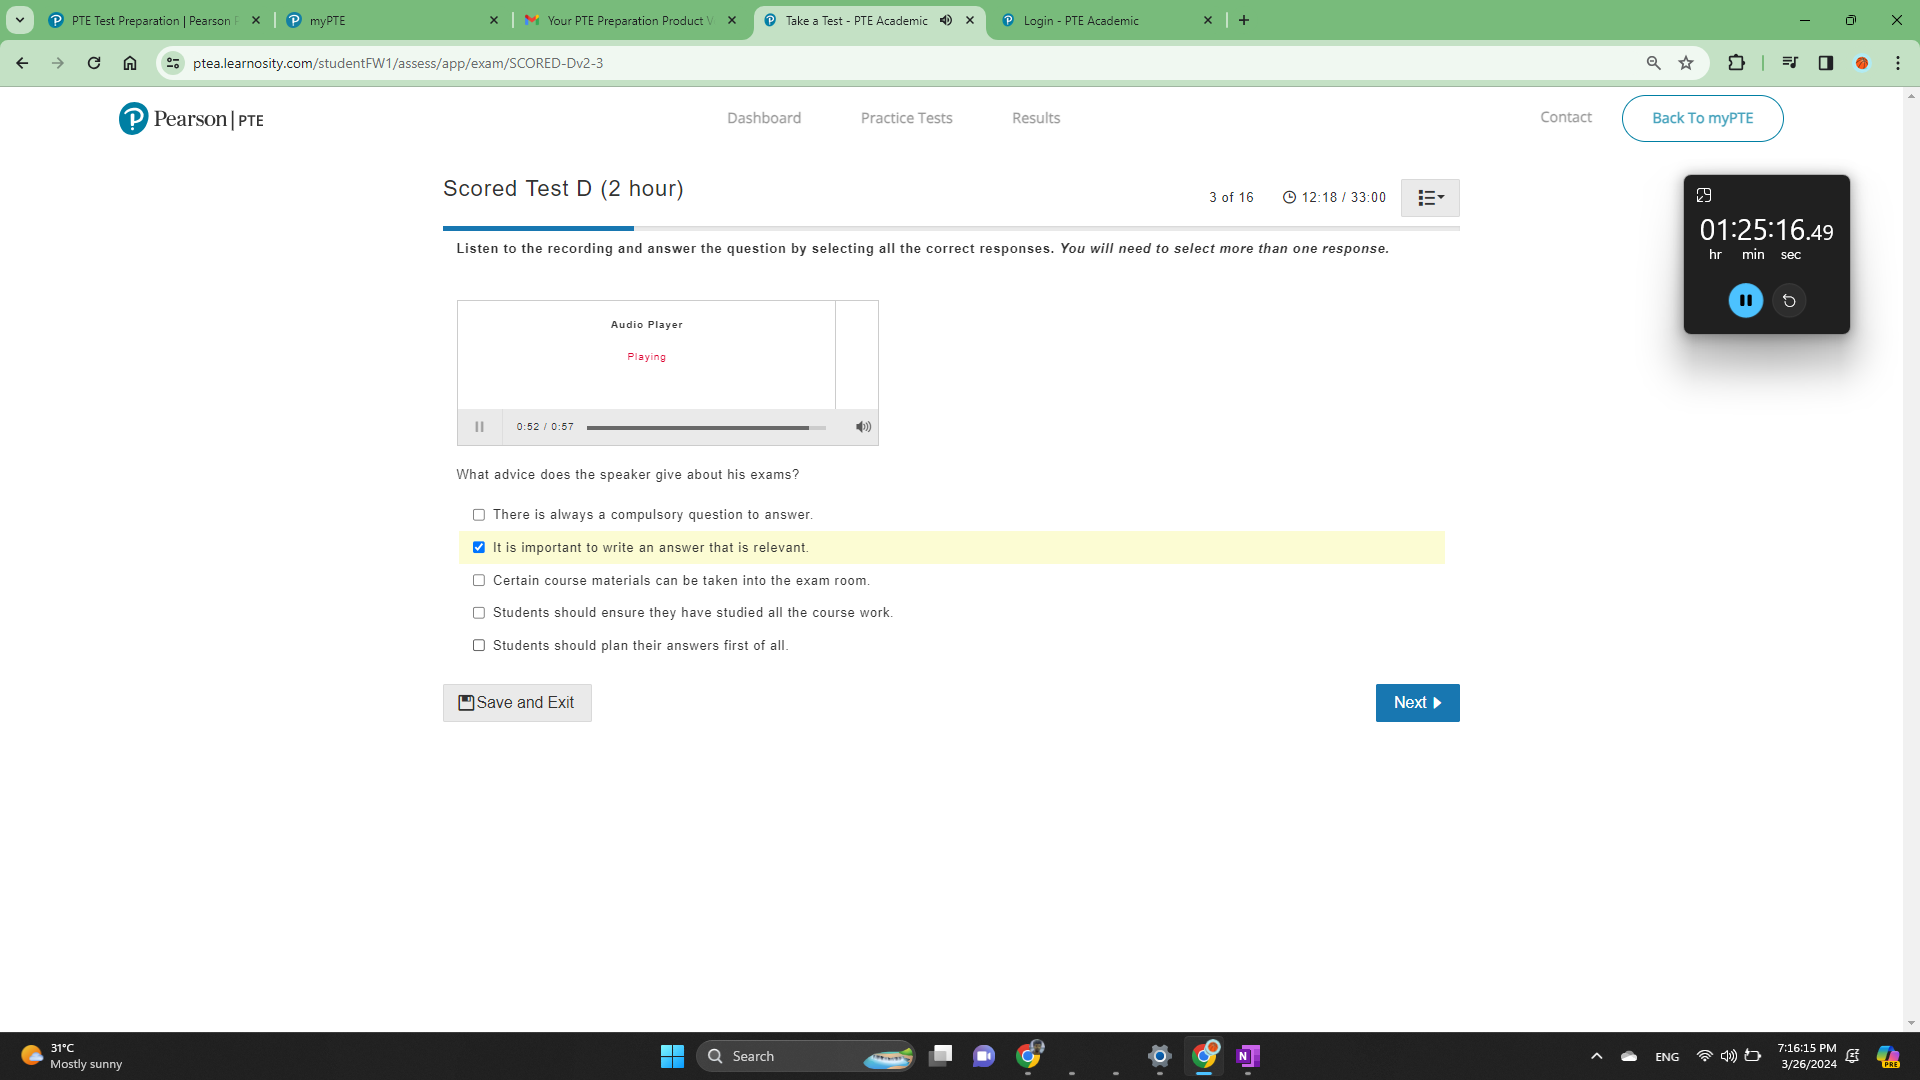 PTE Test Preparation | Pearson P
myPTE
Your PTE Preparation Product V
Take a Test - PTE Academic
Login - PTE Academic
ptea.learnosity.com/studentFW1/assess/app/exam/SCORED-Dv2-3
Pearson | PTE
Dashboard
Practice Tests
Results
Contact
Back To myPTE
Scored Test D (2 hour)
3 of 16
12:18 / 33:00
01:25:16.49
hr min sec
Listen to the recording and answer the question by selecting all the correct responses. You will need to select more than one response.
Audio Player
Playing
0:52 / 0:57
What advice does the speaker give about his exams?
There is always a compulsory question to answer.
It is important to write an answer that is relevant.
Certain course materials can be taken into the exam room.
Students should ensure they have studied all the course work.
Students should plan their answers first of all.
Save and Exit
Next
31°C
Mostly sunny
Search
N
ENG
7:16:15 PM
3/26/2024
PRE